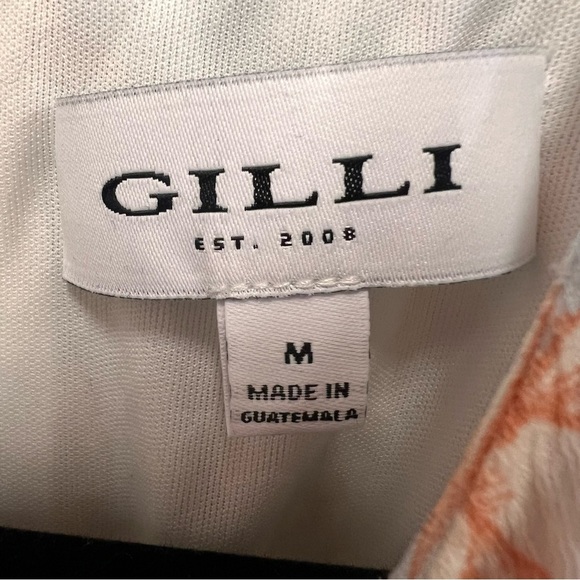 GILLI
EST. 2008
M
MADE IN
GUATEMALA